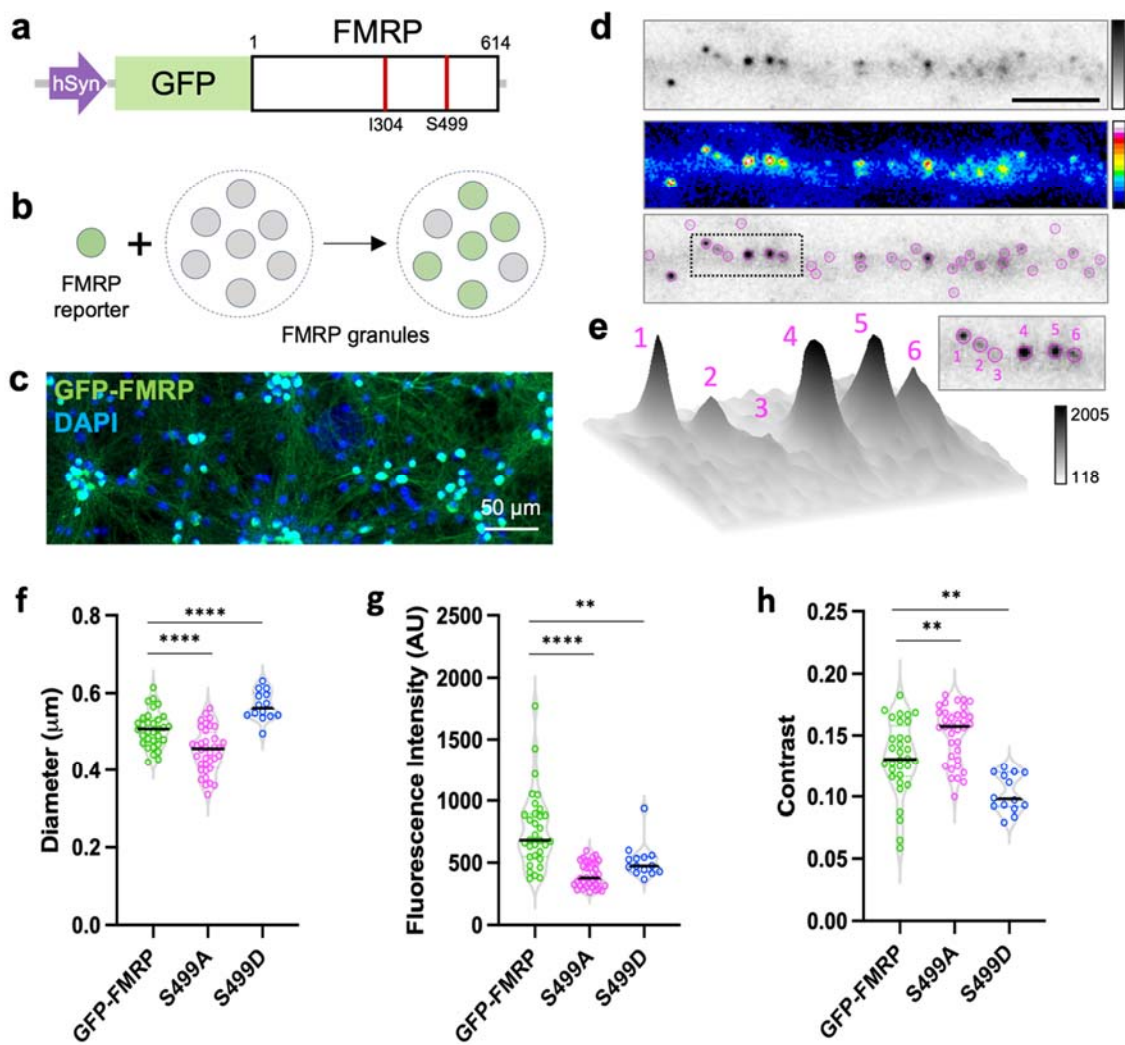 a
1
FMRP
614
hSyn
GFP
I304
S499
b
FMRP
reporter
FMRP granules
c
GFP-FMRP
DAPI
50 μm
d
e
1
2
3
4
5
6
1
2
3
4
5
6
2005
118
f
****
****
Diameter (μm)
0.8
0.6
0.4
0.2
0.0
GFP-FMRP
S499A
S499D
g
**
****
Fluorescence Intensity (AU)
2500
2000
1500
1000
500
0
GFP-FMRP
S499A
S499D
h
**
**
Contrast
0.25
0.20
0.15
0.10
0.05
0.00
GFP-FMRP
S499A
S499D